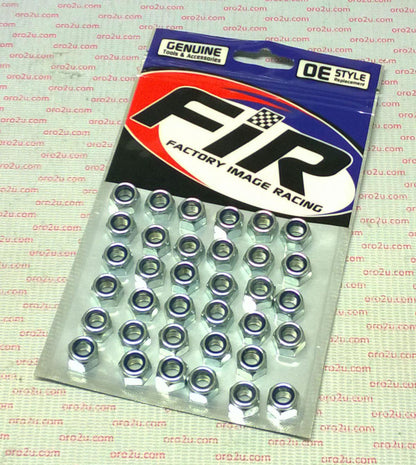 GENUINE
Tools & Accessories
OE STYLE
Replacement
FIR
FACTORY IMAGE RACING
oro2u.com